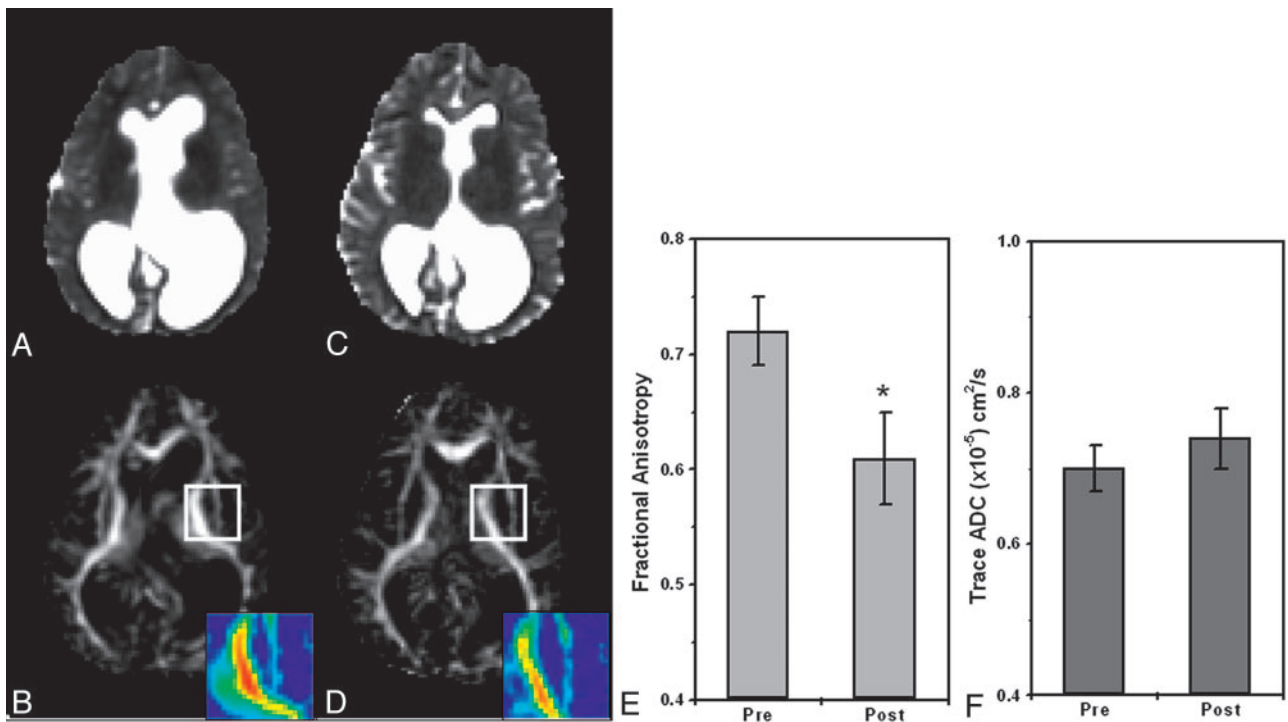 A
C
B
D
E
Fractional Anisotropy
0.8
0.7
0.6
0.5
0.4
*
Pre
Post
F
Trace ADC (x10⁻⁵) cm²/s
1.0
0.8
0.6
0.4
Pre
Post